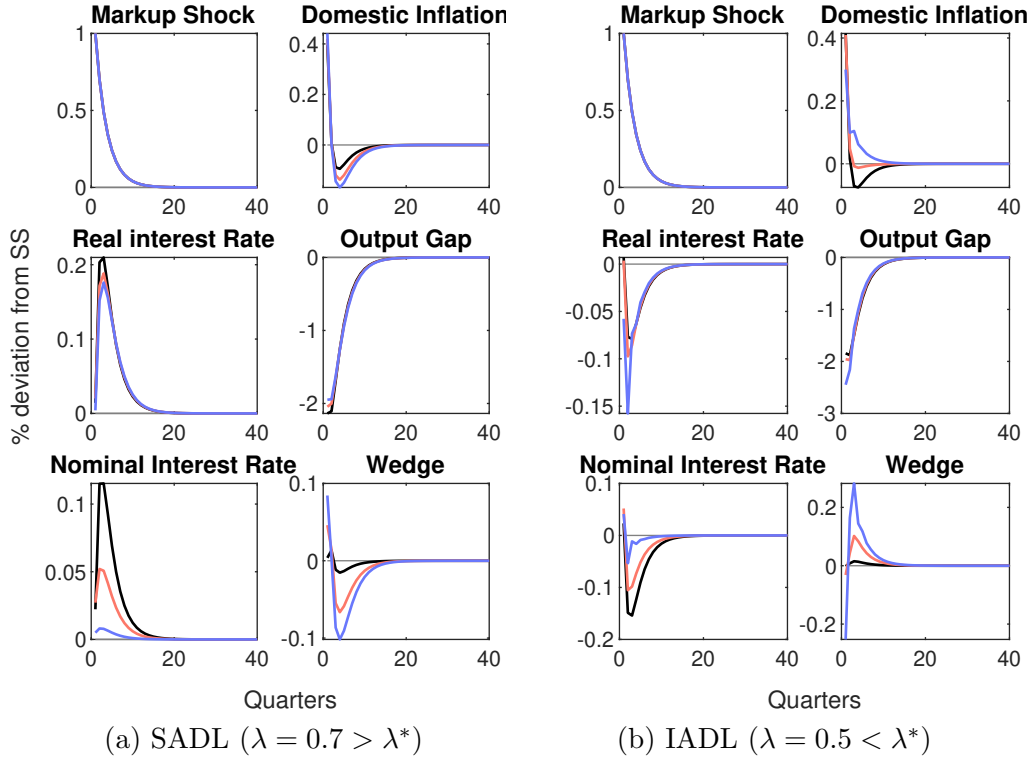 Markup Shock
Domestic Inflation
Markup Shock
Domestic Inflation
1
0.5
0
0 20 40
0.4
0.2
0
0 20 40
1
0.5
0
0 20 40
0.4
0.2
0
0 20 40
% deviation from SS
Real interest Rate
Output Gap
Real interest Rate
Output Gap
0.2
0.1
0
0 20 40
0
-1
-2
0 20 40
0
-0.05
-0.1
-0.15
0 20 40
0
-1
-2
-3
0 20 40
Nominal Interest Rate
Wedge
Nominal Interest Rate
Wedge
0.1
0.05
0
0 20 40
0.1
0
-0.1
0 20 40
0.1
0
-0.1
-0.2
0 20 40
0.2
0
-0.2
0 20 40
Quarters
Quarters
(a) SADL (λ = 0.7 > λ*)
(b) IADL (λ = 0.5 < λ*)